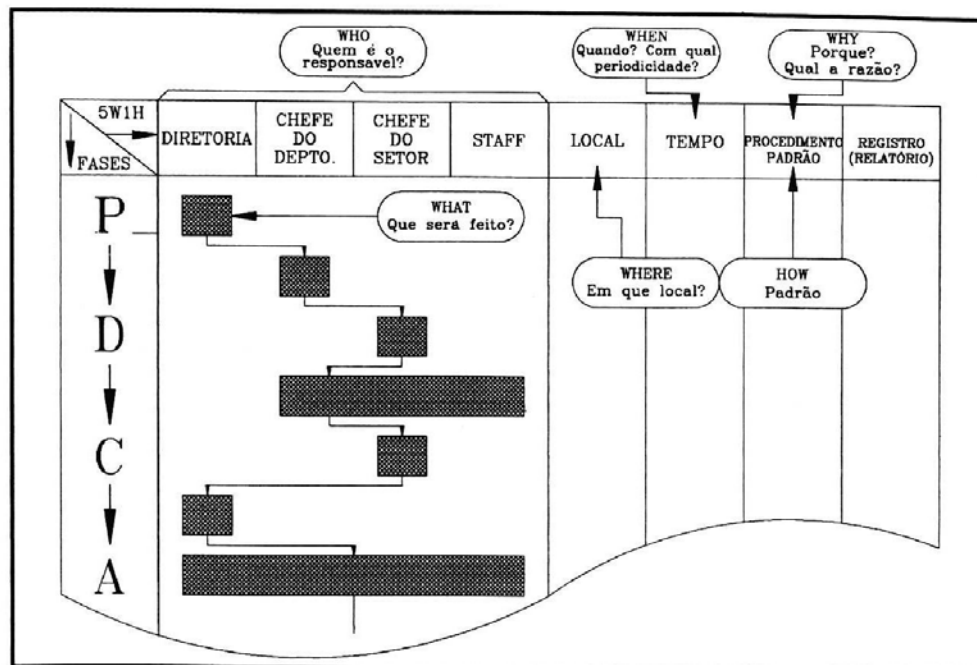 WHO
Quem é o
responsavel?
WHEN
Quando? Com qual
periodicidade?
WHY
Porque?
Qual a razão?
5W1H
FASES
DIRETORIA
CHEFE
DO
DEPTO.
CHEFE
DO
SETOR
STAFF
LOCAL
TEMPO
PROCEDIMENTO
PADRÃO
REGISTRO
(RELATÓRIO)
P
WHAT
Que será feito?
WHERE
Em que local?
HOW
Padrão
D
C
A